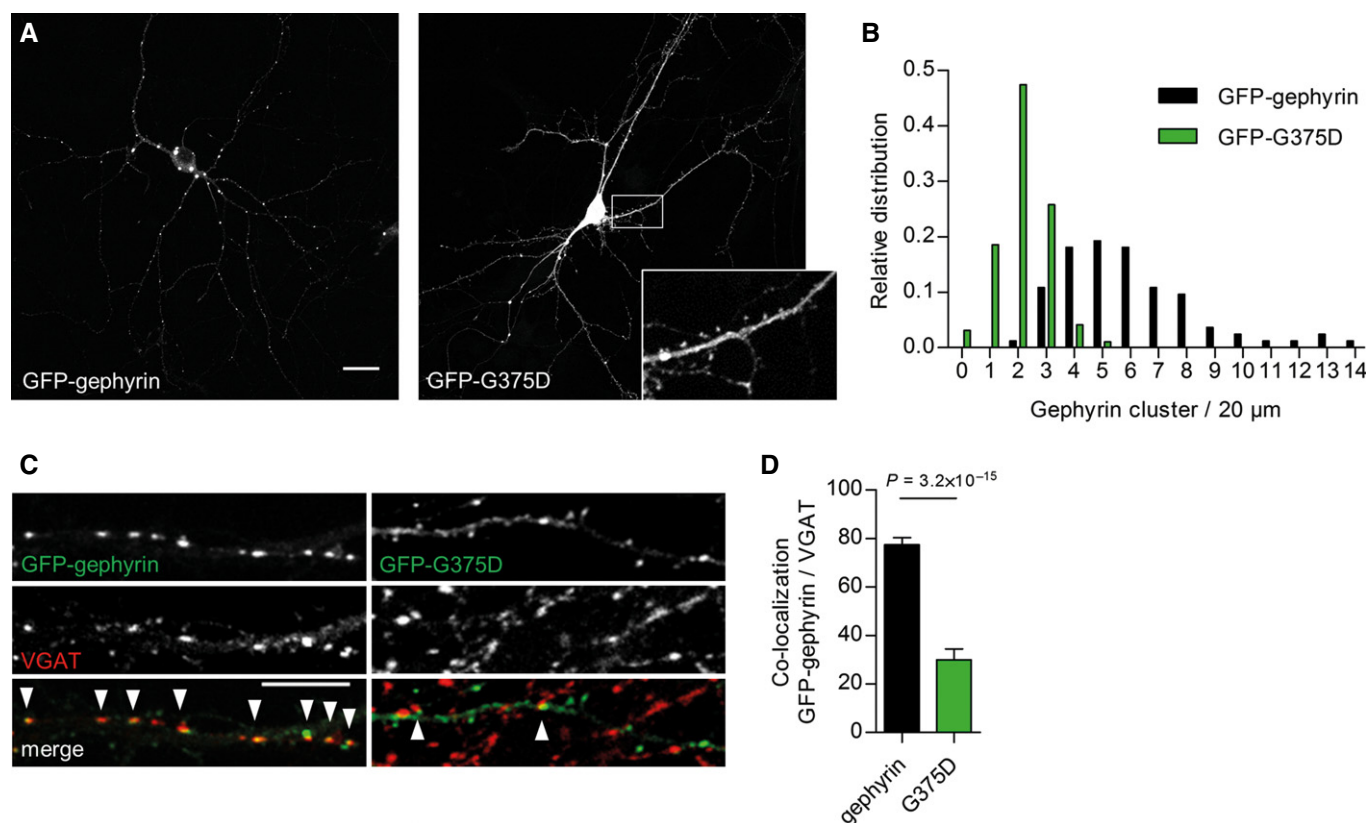 A
GFP-gephyrin
GFP-G375D
B
Relative distribution
0.5
0.4
0.3
0.2
0.1
0.0
GFP-gephyrin
GFP-G375D
0 1 2 3 4 5 6 7 8 9 10 11 12 13 14
Gephyrin cluster / 20 µm
C
GFP-gephyrin
GFP-G375D
VGAT
merge
D
P = 3.2×10⁻¹⁵
Co-localization
GFP-gephyrin / VGAT
100
80
60
40
20
0
gephyrin
G375D